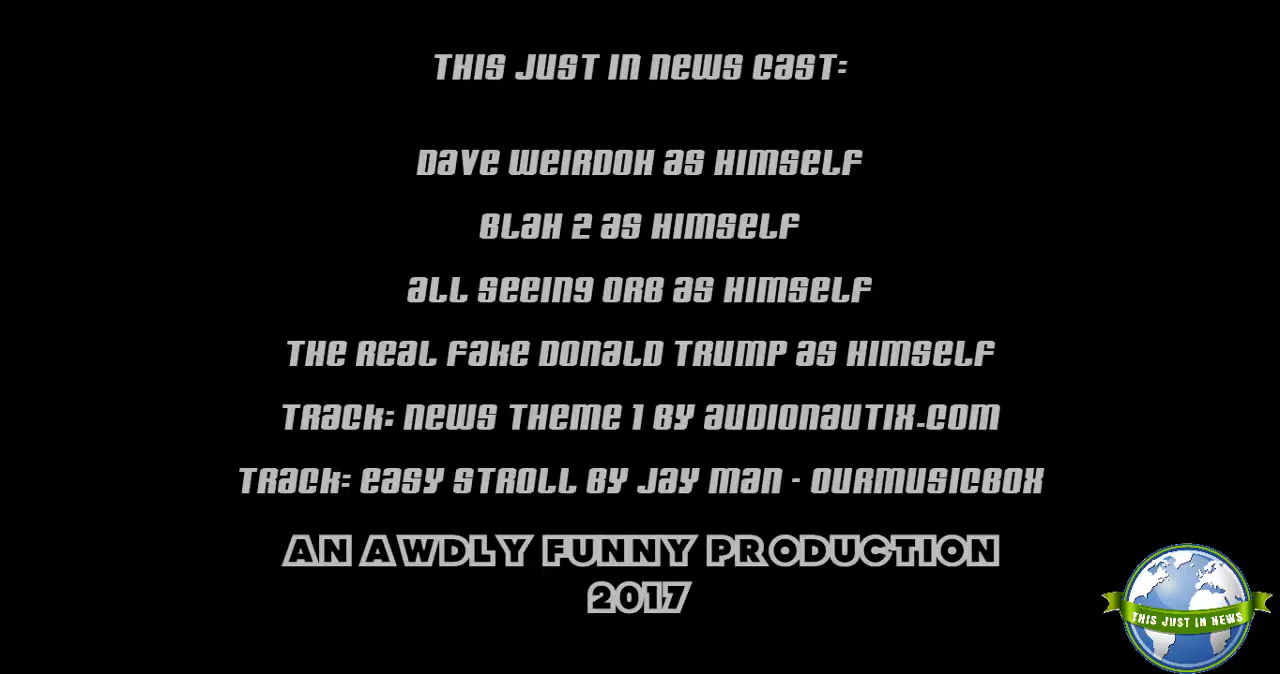 THIS JUST IN NEWS CAST:
DAVE WEIRDOH AS HIMSELF
BLAH 2 AS HIMSELF
ALL SEEING ORB AS HIMSELF
THE REAL FAKE DONALD TRUMP AS HIMSELF
TRACK: NEWS THEME 1 BY AUDIONAUTIX.COM
TRACK: EASY STROLL BY JAY MAN - OURMUSICBOX
AN AWDLY FUNNY PRODUCTION
2017
THIS JUST IN NEWS